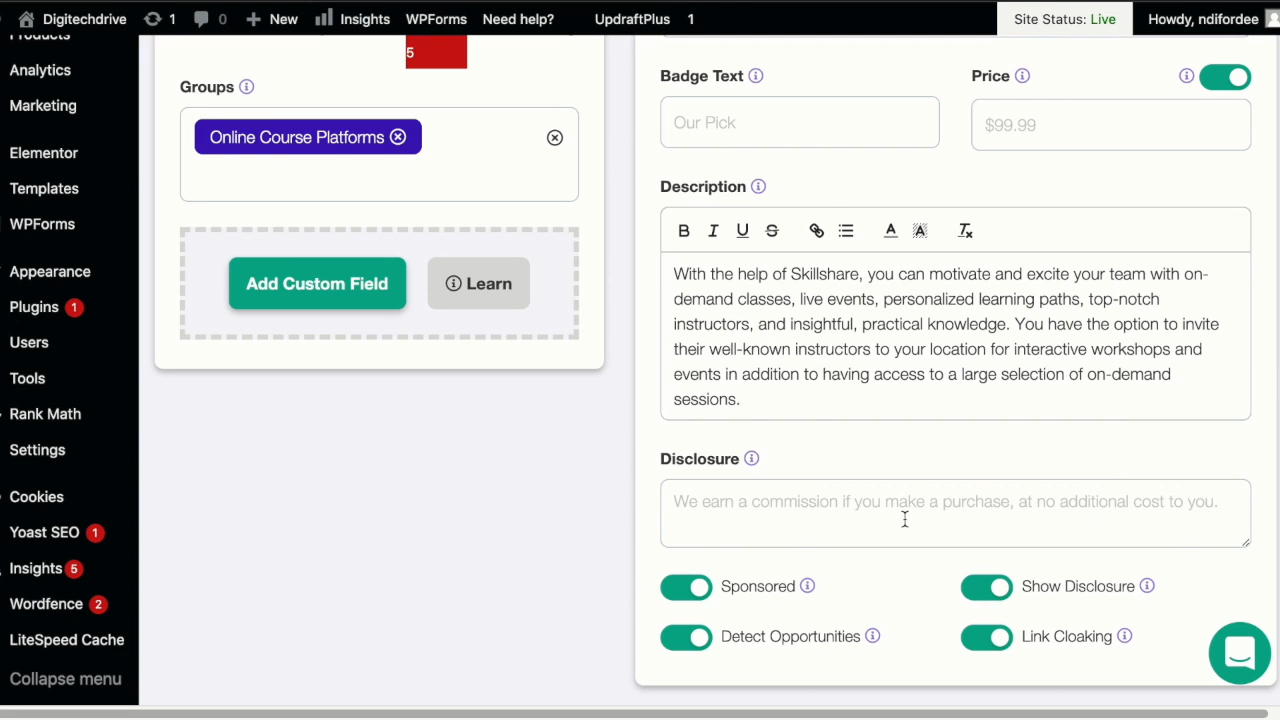 Digitechdrive
1
0
New
Insights
WPForms
Need help?
UpdraftPlus
1
Site Status: Live
Howdy, ndifordee
Products
Analytics
Marketing
Elementor
Templates
WPForms
Appearance
Plugins 1
Users
Tools
Rank Math
Settings
Cookies
Yoast SEO 1
Insights 5
Wordfence 2
LiteSpeed Cache
Collapse menu
5
Groups
Online Course Platforms
Add Custom Field
Learn
Badge Text
Our Pick
Price
$99.99
Description
B I U S
With the help of Skillshare, you can motivate and excite your team with on-
demand classes, live events, personalized learning paths, top-notch
instructors, and insightful, practical knowledge. You have the option to invite
their well-known instructors to your location for interactive workshops and
events in addition to having access to a large selection of on-demand
sessions.
Disclosure
We earn a commission if you make a purchase, at no additional cost to you.
Sponsored
Show Disclosure
Detect Opportunities
Link Cloaking